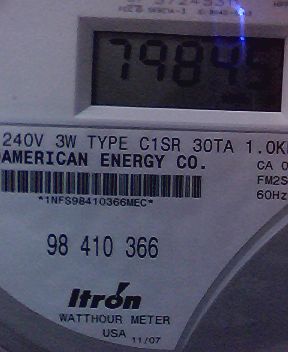 79845
240V 3W TYPE C1SR 30TA 1.0K
AMERICAN ENERGY CO.
CA 0
*1NFS98410366MEC*
FM2S
60Hz
98 410 366
Itron
WATTHOUR METER
USA 11/07